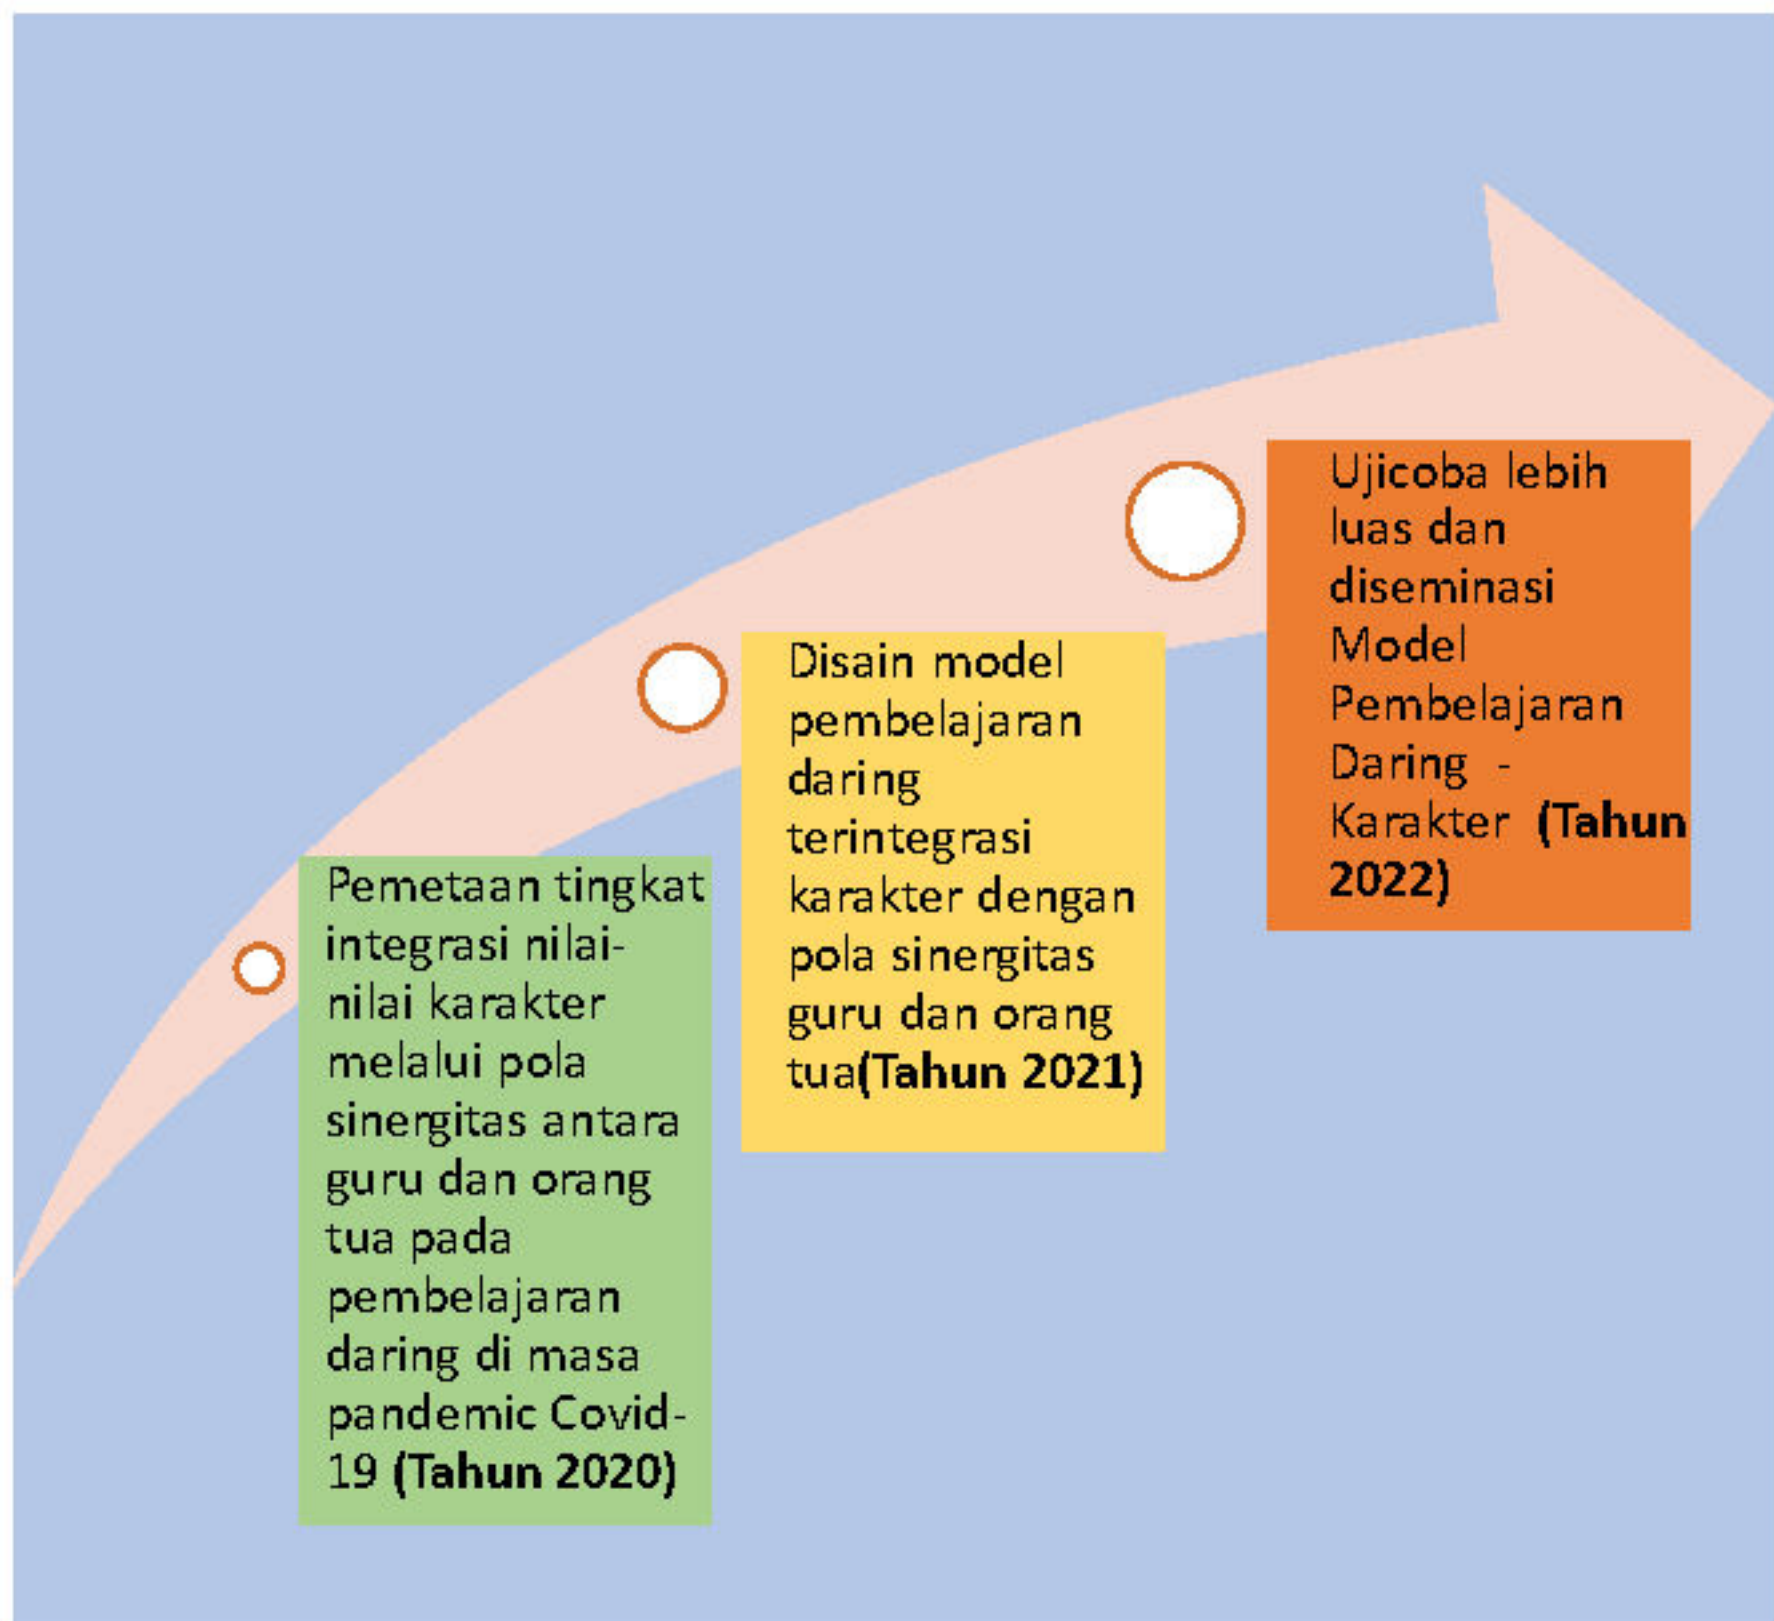 Pemetaan tingkat
integrasi nilai-
nilai karakter
melalui pola
sinergitas antara
guru dan orang
tua pada
pembelajaran
daring di masa
pandemic Covid-
19 (Tahun 2020)
Disain model
pembelajaran
daring
terintegrasi
karakter dengan
pola sinergitas
guru dan orang
tua(Tahun 2021)
Ujicoba lebih
luas dan
diseminasi
Model
Pembelajaran
Daring -
Karakter (Tahun
2022)